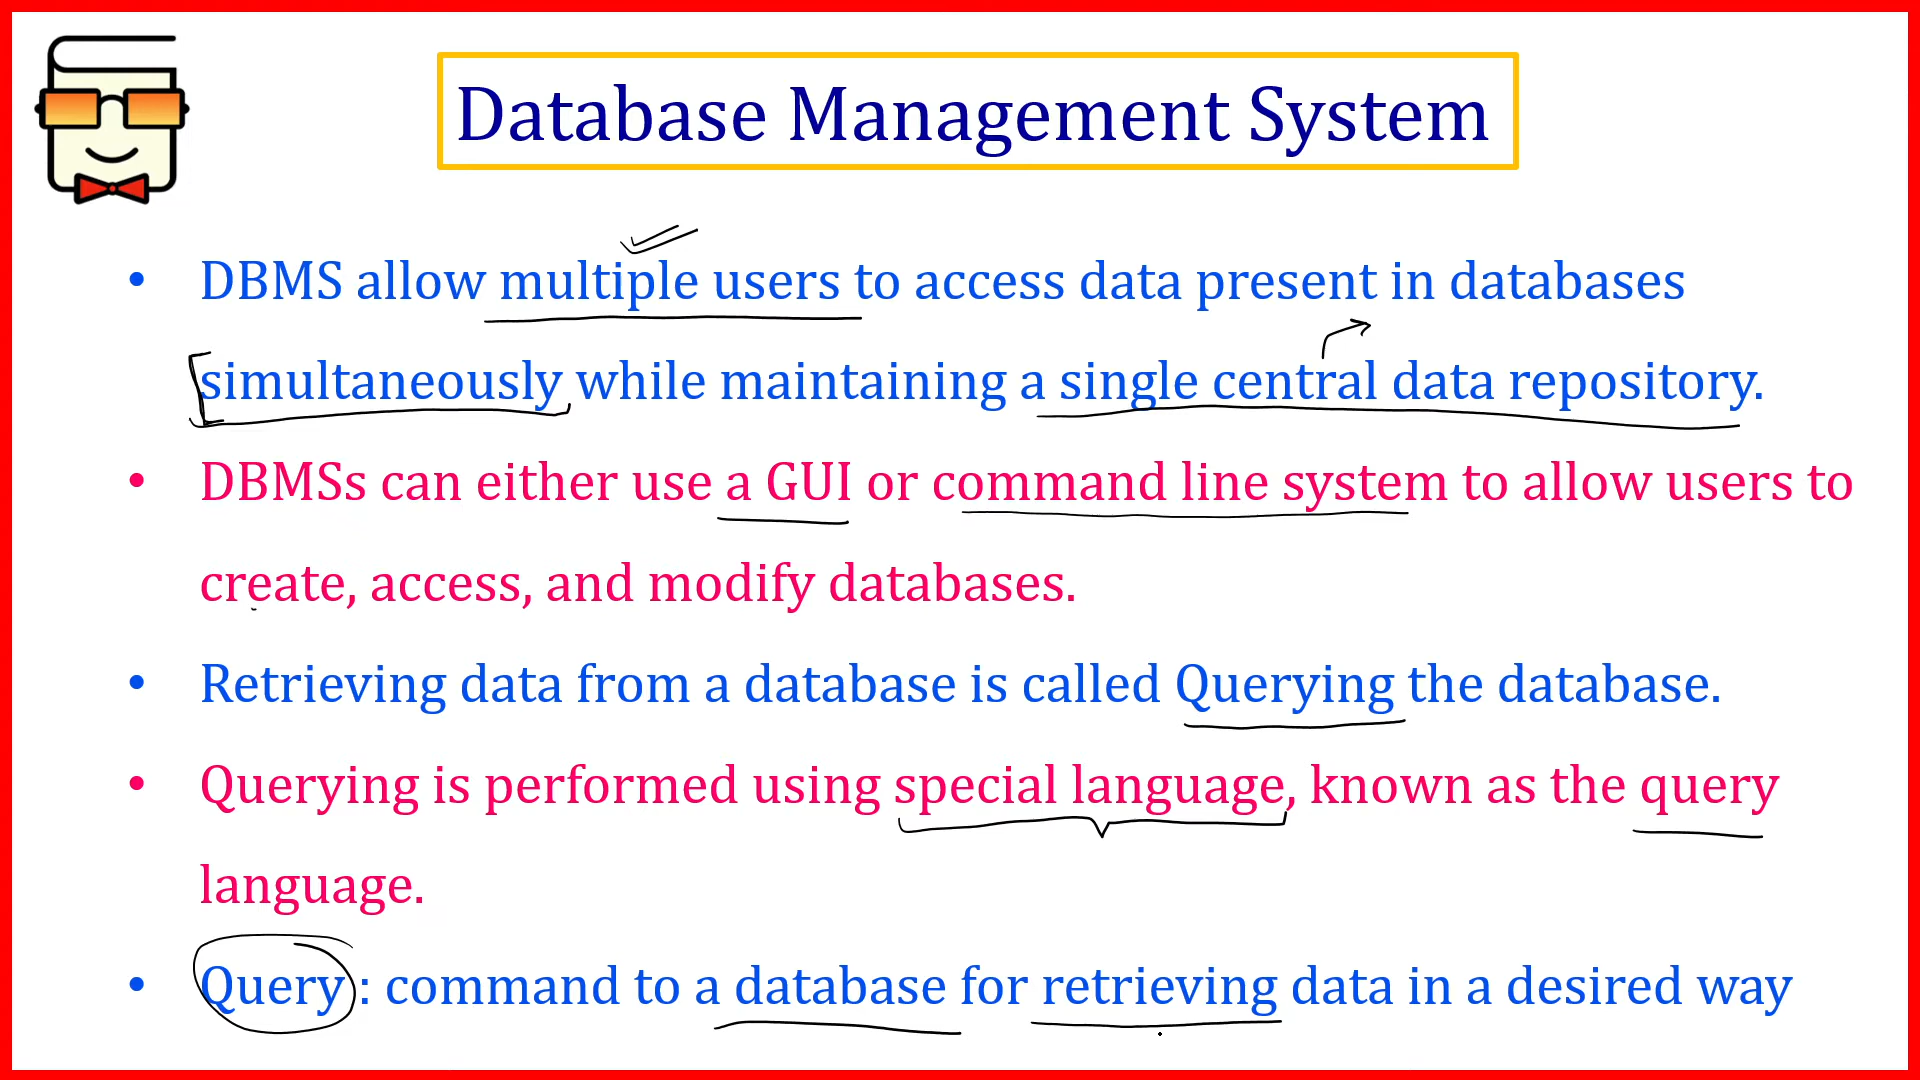 Database Management System
• DBMS allow multiple users to access data present in databases
simultaneously while maintaining a single central data repository.
• DBMSs can either use a GUI or command line system to allow users to
create, access, and modify databases.
• Retrieving data from a database is called Querying the database.
• Querying is performed using special language, known as the query
language.
• Query : command to a database for retrieving data in a desired way